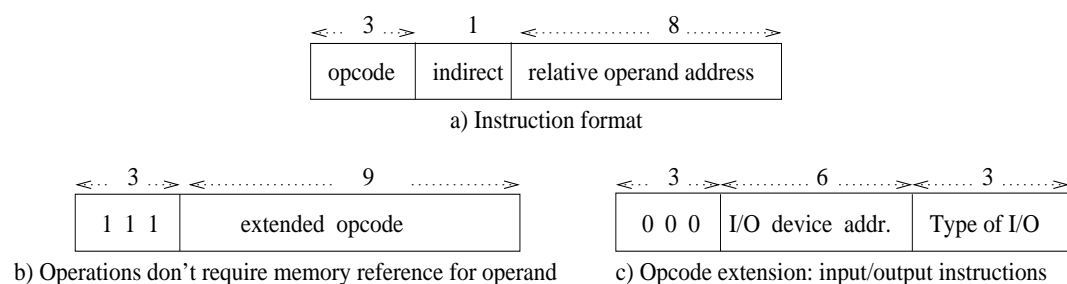 3 1 8
opcode indirect relative operand address
a) Instruction format
3 9
1 1 1 extended opcode
b) Operations don't require memory reference for operand
3 6 3
0 0 0 I/O device addr. Type of I/O
c) Opcode extension: input/output instructions